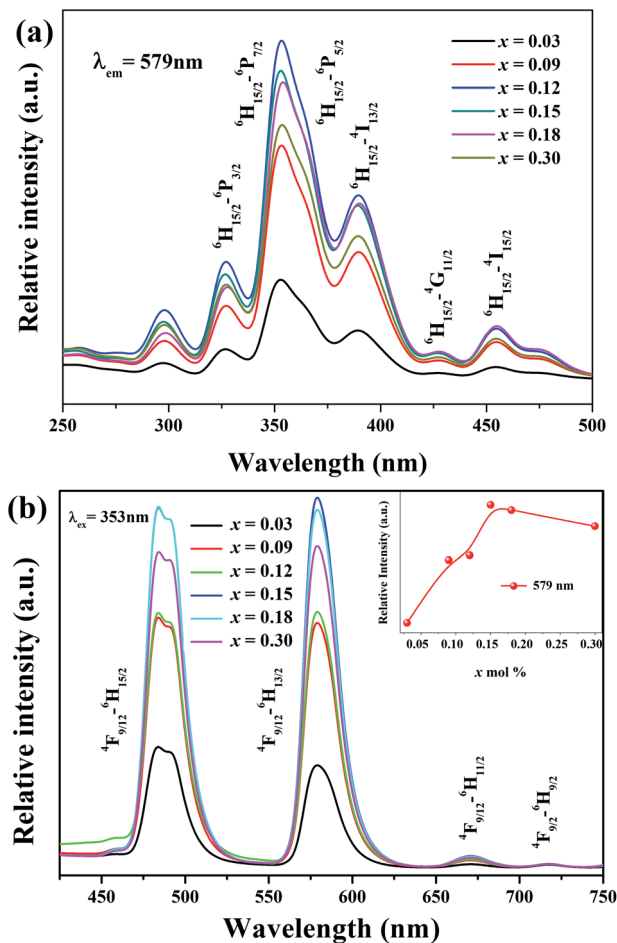 (a)
λem= 579nm
6H15/2-6P3/2
6H15/2-6P7/2
6H15/2-6P5/2
6H15/2-4I13/2
6H15/2-4G11/2
6H15/2-4I15/2
x = 0.03
x = 0.09
x = 0.12
x = 0.15
x = 0.18
x = 0.30
Relative intensity (a.u.)
250 300 350 400 450 500
Wavelength (nm)
(b)
λex= 353nm
x = 0.03
x = 0.09
x = 0.12
x = 0.15
x = 0.18
x = 0.30
4F9/12-6H15/2
4F9/12-6H13/2
4F9/12-6H11/2
4F9/2-6H9/2
Relative Intensity (a.u.)
579 nm
0.05 0.10 0.15 0.20 0.25 0.30
x mol %
Relative intensity (a.u.)
450 500 550 600 650 700 750
Wavelength (nm)